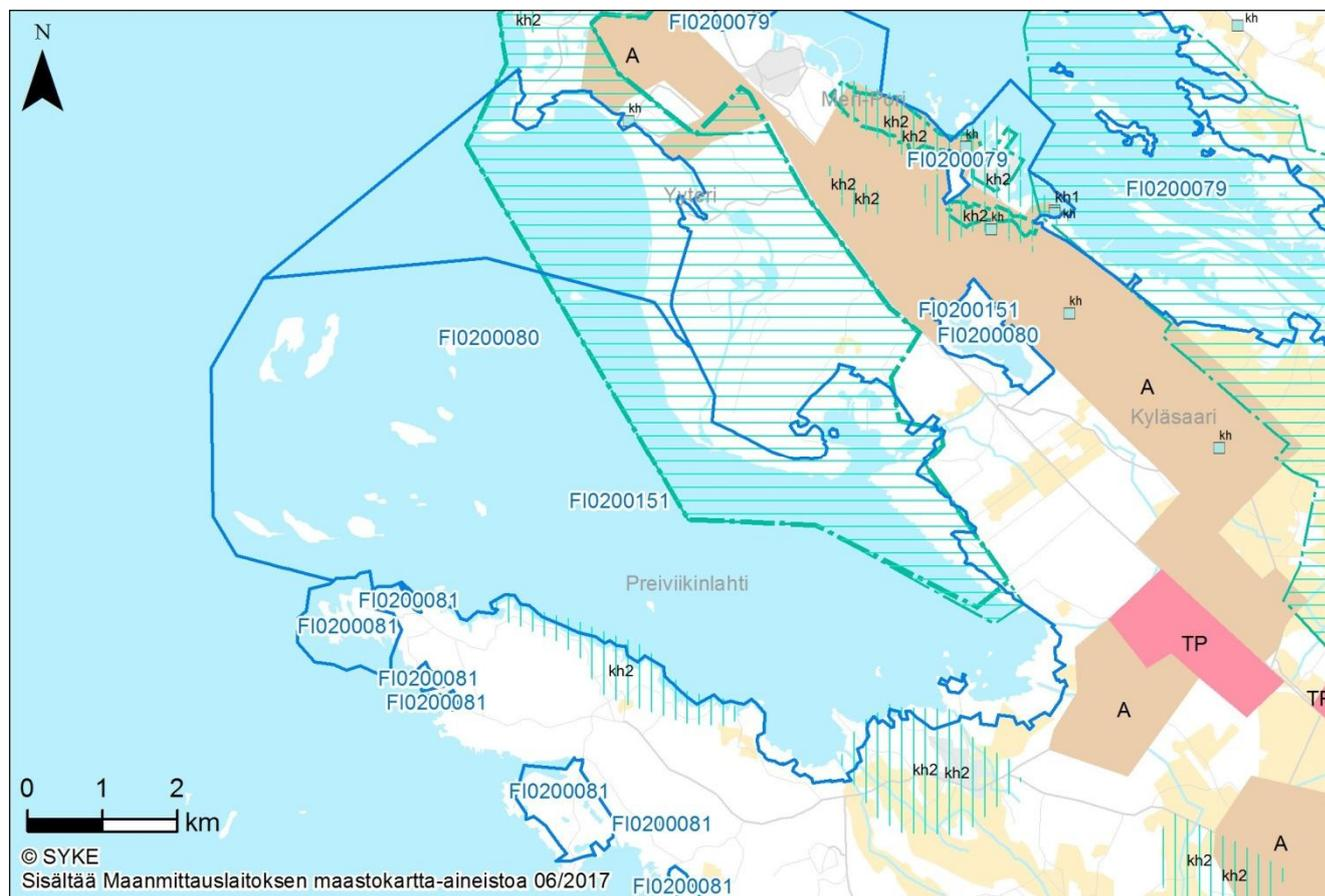 N
kh2
FI0200079
kh
A
kh
Meri-Pori
kh2
kh2
kh
FI0200079
kh2
FI0200079
kh2
kh2
Yyteri
kh1
kh2
kh
kh
FI0200151
kh
FI0200080
FI0200080
A
Kyläsaari
kh
FI0200151
Preiviikinlahti
FI0200081
FI0200081
TP
kh2
FI0200081
FI0200081
A
TP
kh2
kh2
0 1 2
km
FI0200081
FI0200081
A
© SYKE
kh2
kh2
Sisältää Maanmittauslaitoksen maastokartta-aineistoa 06/2017
FI0200081